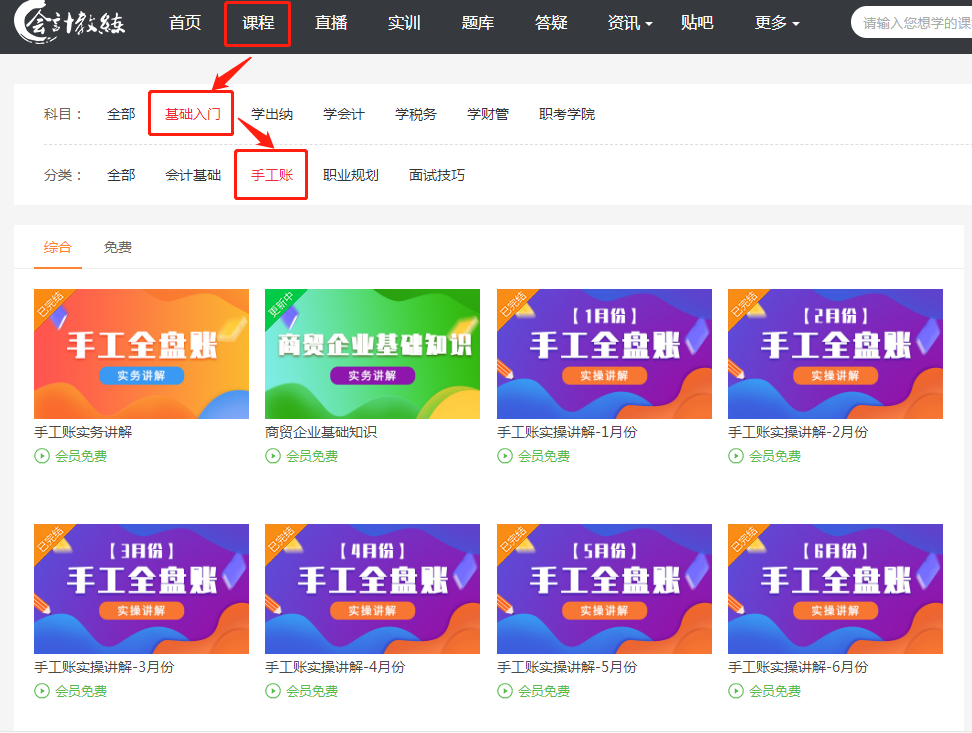 会计教练 首页 课程 直播 实训 题库 答疑 资讯 贴吧 更多 请输入您想学的课
科目： 全部 基础入门 学出纳 学会计 学税务 学财管 职考学院
分类： 全部 会计基础 手工账 职业规划 面试技巧
综合 免费
已完结 手工全盘账 实务讲解
更新中 商贸企业基础知识 实务讲解
已完结 【1月份】 手工全盘账 实操讲解
已完结 【2月份】 手工全盘账 实操讲解
手工账实务讲解 商贸企业基础知识 手工账实操讲解-1月份 手工账实操讲解-2月份
会员免费 会员免费 会员免费 会员免费
已完结 【3月份】 手工全盘账 实操讲解
已完结 【4月份】 手工全盘账 实操讲解
已完结 【5月份】 手工全盘账 实操讲解
已完结 【6月份】 手工全盘账 实操讲解
手工账实操讲解-3月份 手工账实操讲解-4月份 手工账实操讲解-5月份 手工账实操讲解-6月份
会员免费 会员免费 会员免费 会员免费